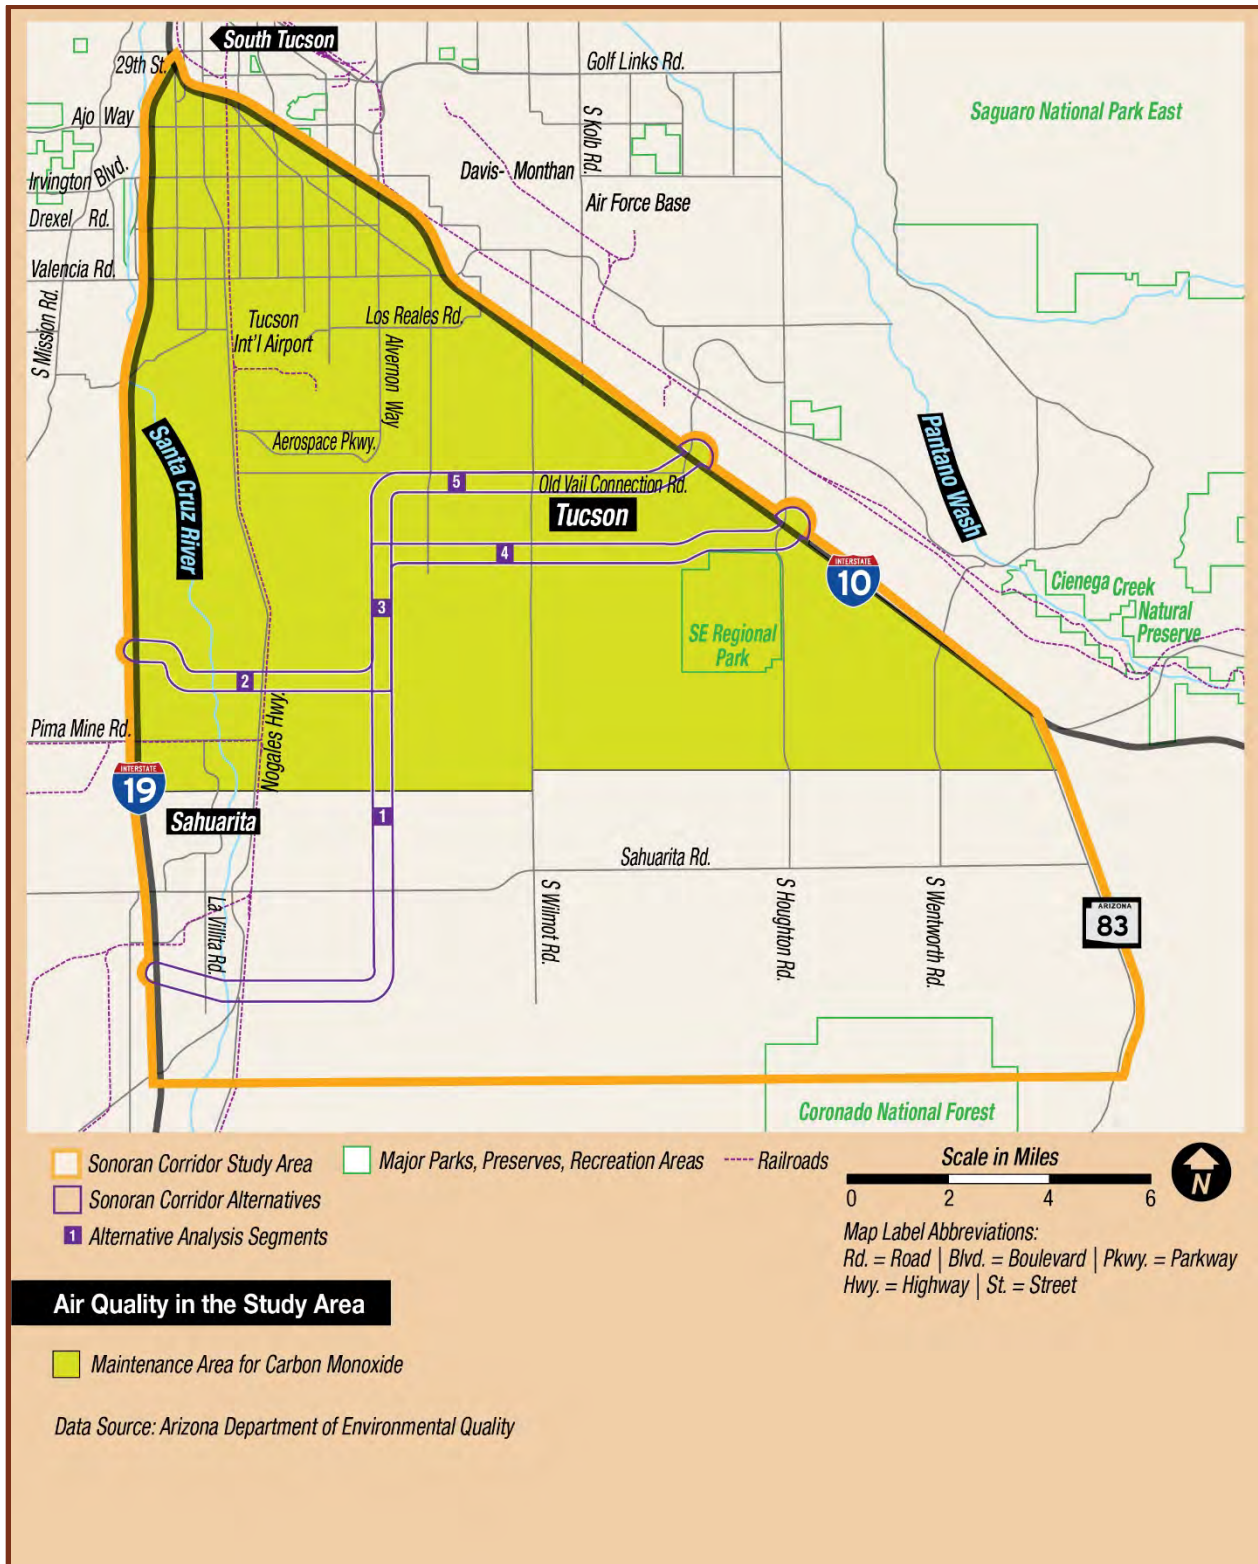 South Tucson
29th St.
Golf Links Rd.
Saguaro National Park East
Ajo Way
S Kolb Rd.
Davis- Monthan
Air Force Base
Irvington Blvd.
Drexel Rd.
Valencia Rd.
S Mission Rd.
Tucson
Int'l Airport
Los Reales Rd.
Alvernon Way
Aerospace Pkwy.
Santa Cruz River
Pantano Wash
5
Old Vail Connection Rd.
Tucson
4
INTERSTATE
10
Cienega Creek
Natural
Preserve
3
SE Regional
Park
2
Nogales Hwy.
Pima Mine Rd.
INTERSTATE
19
Sahuarita
1
Sahuarita Rd.
La Villita Rd.
S Wilmot Rd.
S Houghton Rd.
S Wentworth Rd.
ARIZONA
83
Coronado National Forest
Sonoran Corridor Study Area
Major Parks, Preserves, Recreation Areas
Railroads
Sonoran Corridor Alternatives
1 Alternative Analysis Segments
Scale in Miles
0 2 4 6
N
Map Label Abbreviations:
Rd. = Road | Blvd. = Boulevard | Pkwy. = Parkway
Hwy. = Highway | St. = Street
Air Quality in the Study Area
Maintenance Area for Carbon Monoxide
Data Source: Arizona Department of Environmental Quality